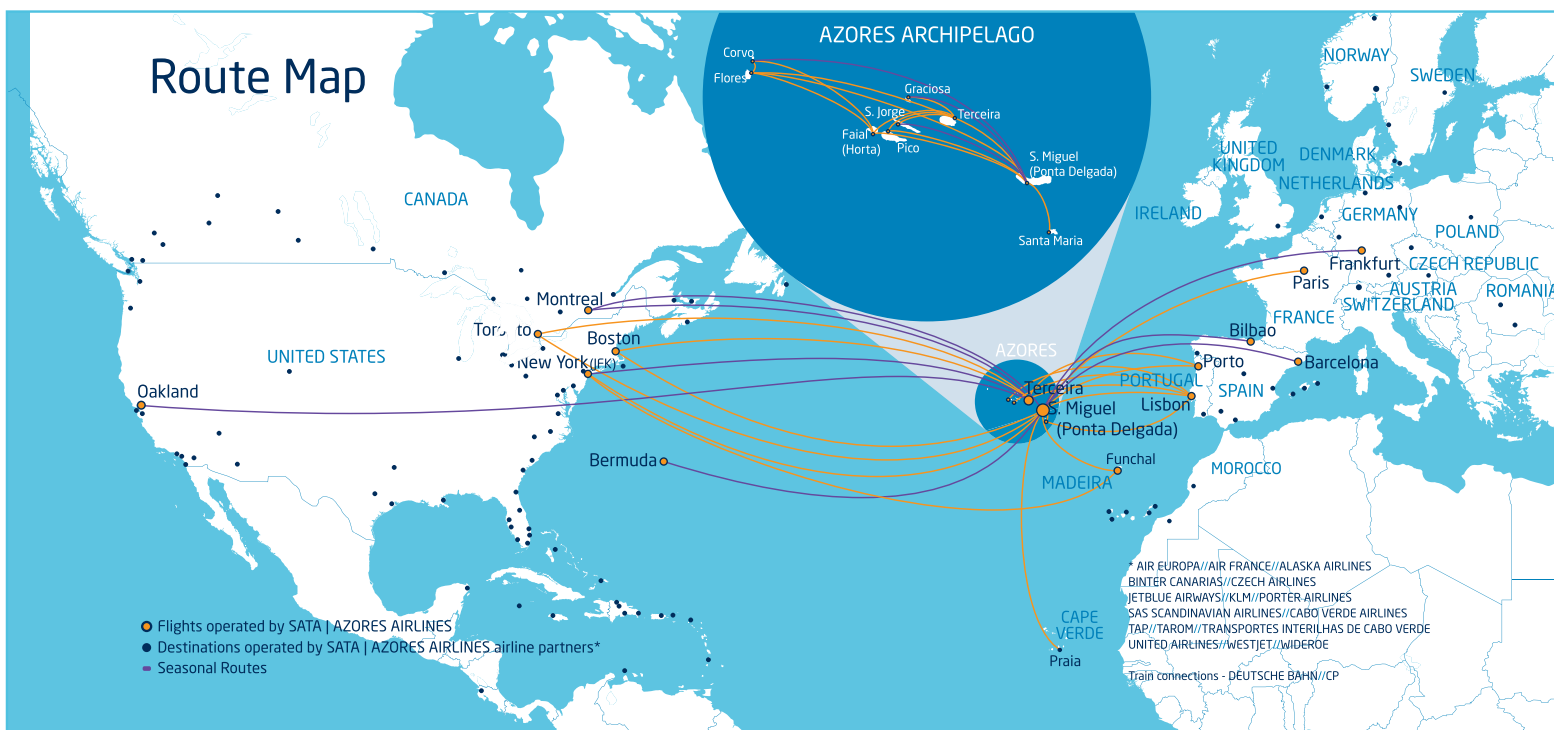 Route Map
AZORES ARCHIPELAGO
Corvo
Flores
Graciosa
S. Jorge
Terceira
Faial
(Horta)
Pico
S. Miguel
(Ponta Delgada)
Santa Maria
NORWAY
SWEDEN
UNITED
KINGDOM
DENMARK
NETHERLANDS
IRELAND
GERMANY
POLAND
Frankfurt
CZECH REPUBLIC
Paris
AUSTRIA
SWITZERLAND
ROMANIA
FRANCE
Bilbao
Barcelona
Porto
PORTUGAL
SPAIN
Lisbon
CANADA
UNITED STATES
Montreal
Toronto
Boston
New York (JFK)
Oakland
Bermuda
AZORES
Terceira
S. Miguel
(Ponta Delgada)
Funchal
MADEIRA
MOROCCO
CAPE
VERDE
Praia
Flights operated by SATA | AZORES AIRLINES
Destinations operated by SATA | AZORES AIRLINES airline partners*
Seasonal Routes
* AIR EUROPA//AIR FRANCE//ALASKA AIRLINES
BINTER CANARIAS//CZECH AIRLINES
JETBLUE AIRWAYS//KLM//PORTER AIRLINES
SAS SCANDINAVIAN AIRLINES//CABO VERDE AIRLINES
TAP//TAROM//TRANSPORTES INTERILHAS DE CABO VERDE
UNITED AIRLINES//WESTJET//WIDEROE
Train connections - DEUTSCHE BAHN//CP